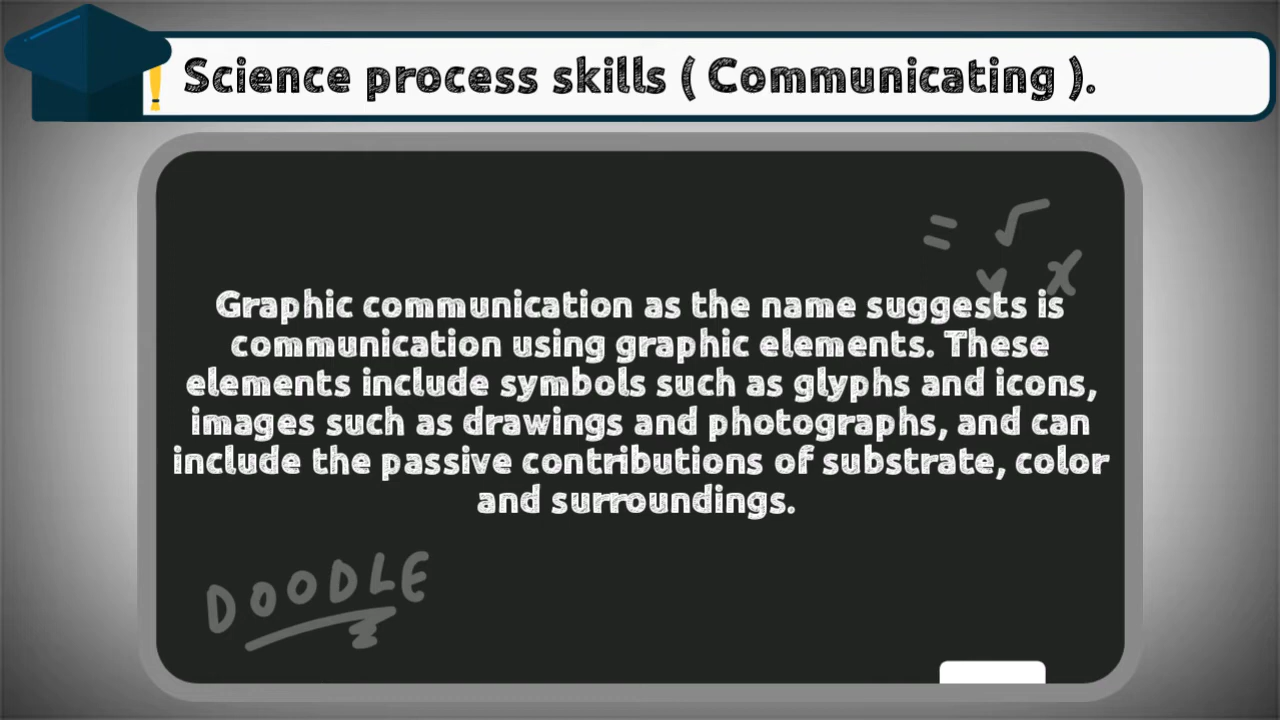 Science process skills ( Communicating ).
= √
x x
Graphic communication as the name suggests is
communication using graphic elements. These
elements include symbols such as glyphs and icons,
images such as drawings and photographs, and can
include the passive contributions of substrate, color
and surroundings.
DOODLE